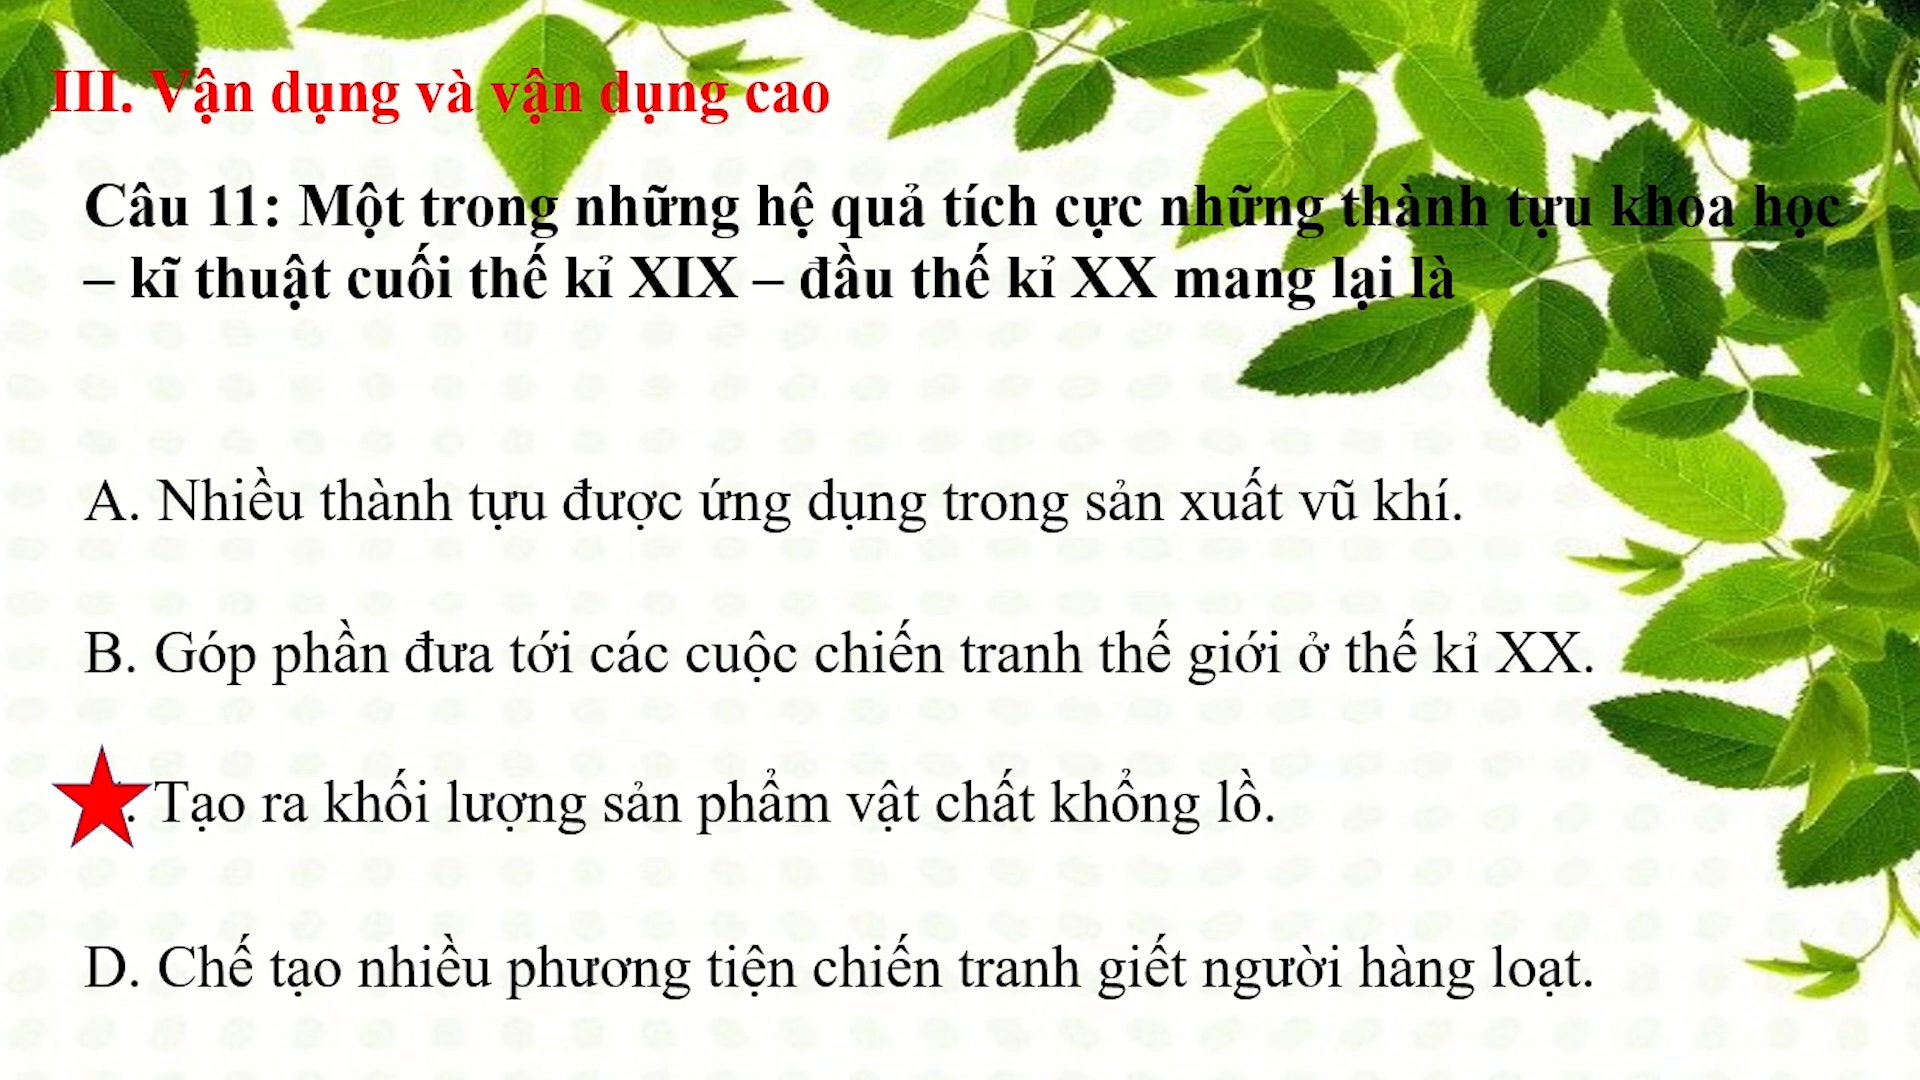 III. Vận dụng và vận dụng cao
Câu 11: Một trong những hệ quả tích cực những thành tựu khoa học
– kĩ thuật cuối thế kỉ XIX – đầu thế kỉ XX mang lại là
A. Nhiều thành tựu được ứng dụng trong sản xuất vũ khí.
B. Góp phần đưa tới các cuộc chiến tranh thế giới ở thế kỉ XX.
. Tạo ra khối lượng sản phẩm vật chất khổng lồ.
D. Chế tạo nhiều phương tiện chiến tranh giết người hàng loạt.